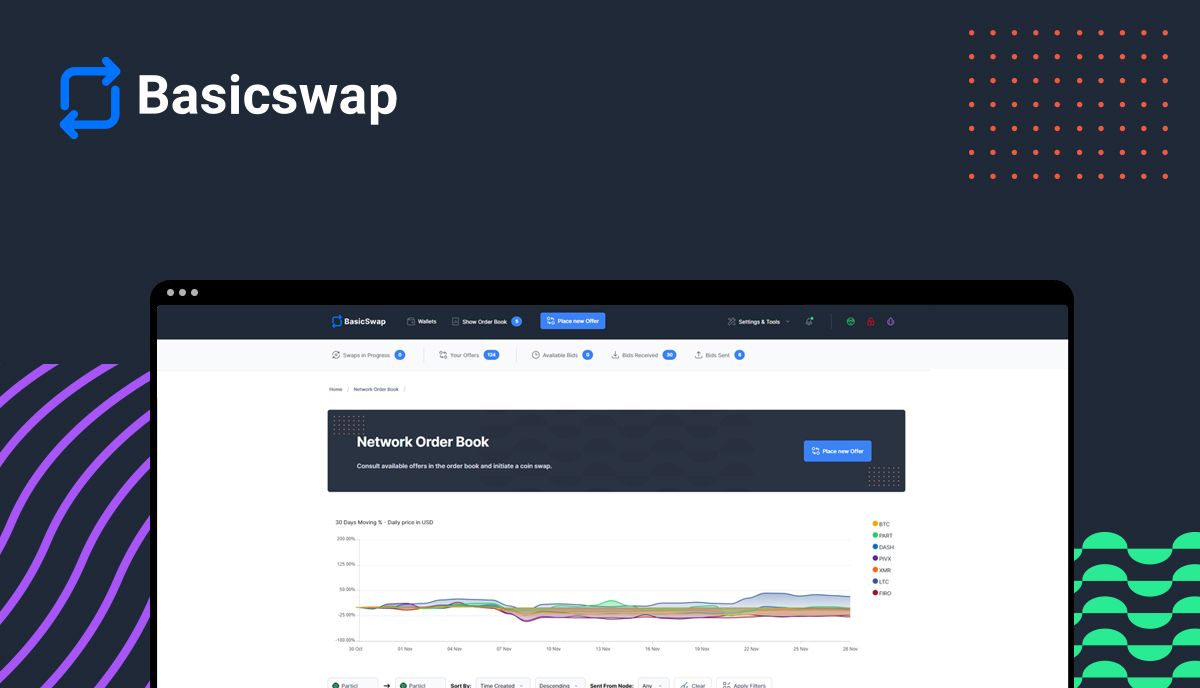 Basicswap
BasicSwap Wallets Show Order Book 5 Place new Offer Settings & Tools
Swaps in Progress 0 Your Offers 124 Available Bids 0 Bids Received 30 Bids Sent 6
Home / Network Order Book /
Network Order Book
Consult available offers in the order book and initiate a coin swap.
Place new Offer
30 Days Moving % - Daily price in USD
200.00%
125.00%
50.00%
-25.00%
-100.00%
30 Oct 01 Nov 04 Nov 07 Nov 10 Nov 13 Nov 16 Nov 19 Nov 22 Nov 25 Nov 28 Nov
BTC
PART
DASH
PIVX
XMR
LTC
FIRO
Particl → Particl Sort By: Time Created Descending Sent From Node: Any Clear Apply Filters